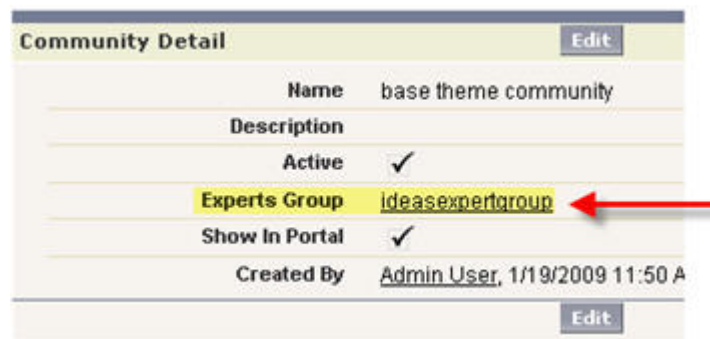 Community Detail Edit
Name base theme community
Description
Active ✓
Experts Group ideasexpertgroup
Show In Portal ✓
Created By Admin User, 1/19/2009 11:50 A
Edit